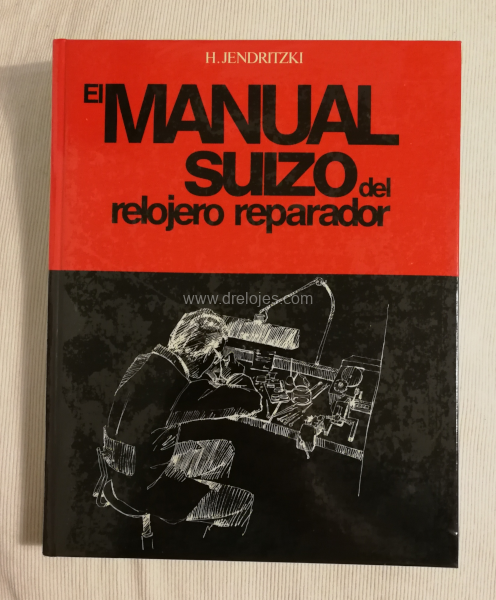 H. JENDRITZKI
El MANUAL
SUIZO del
relojero reparador
www.drelojes.com